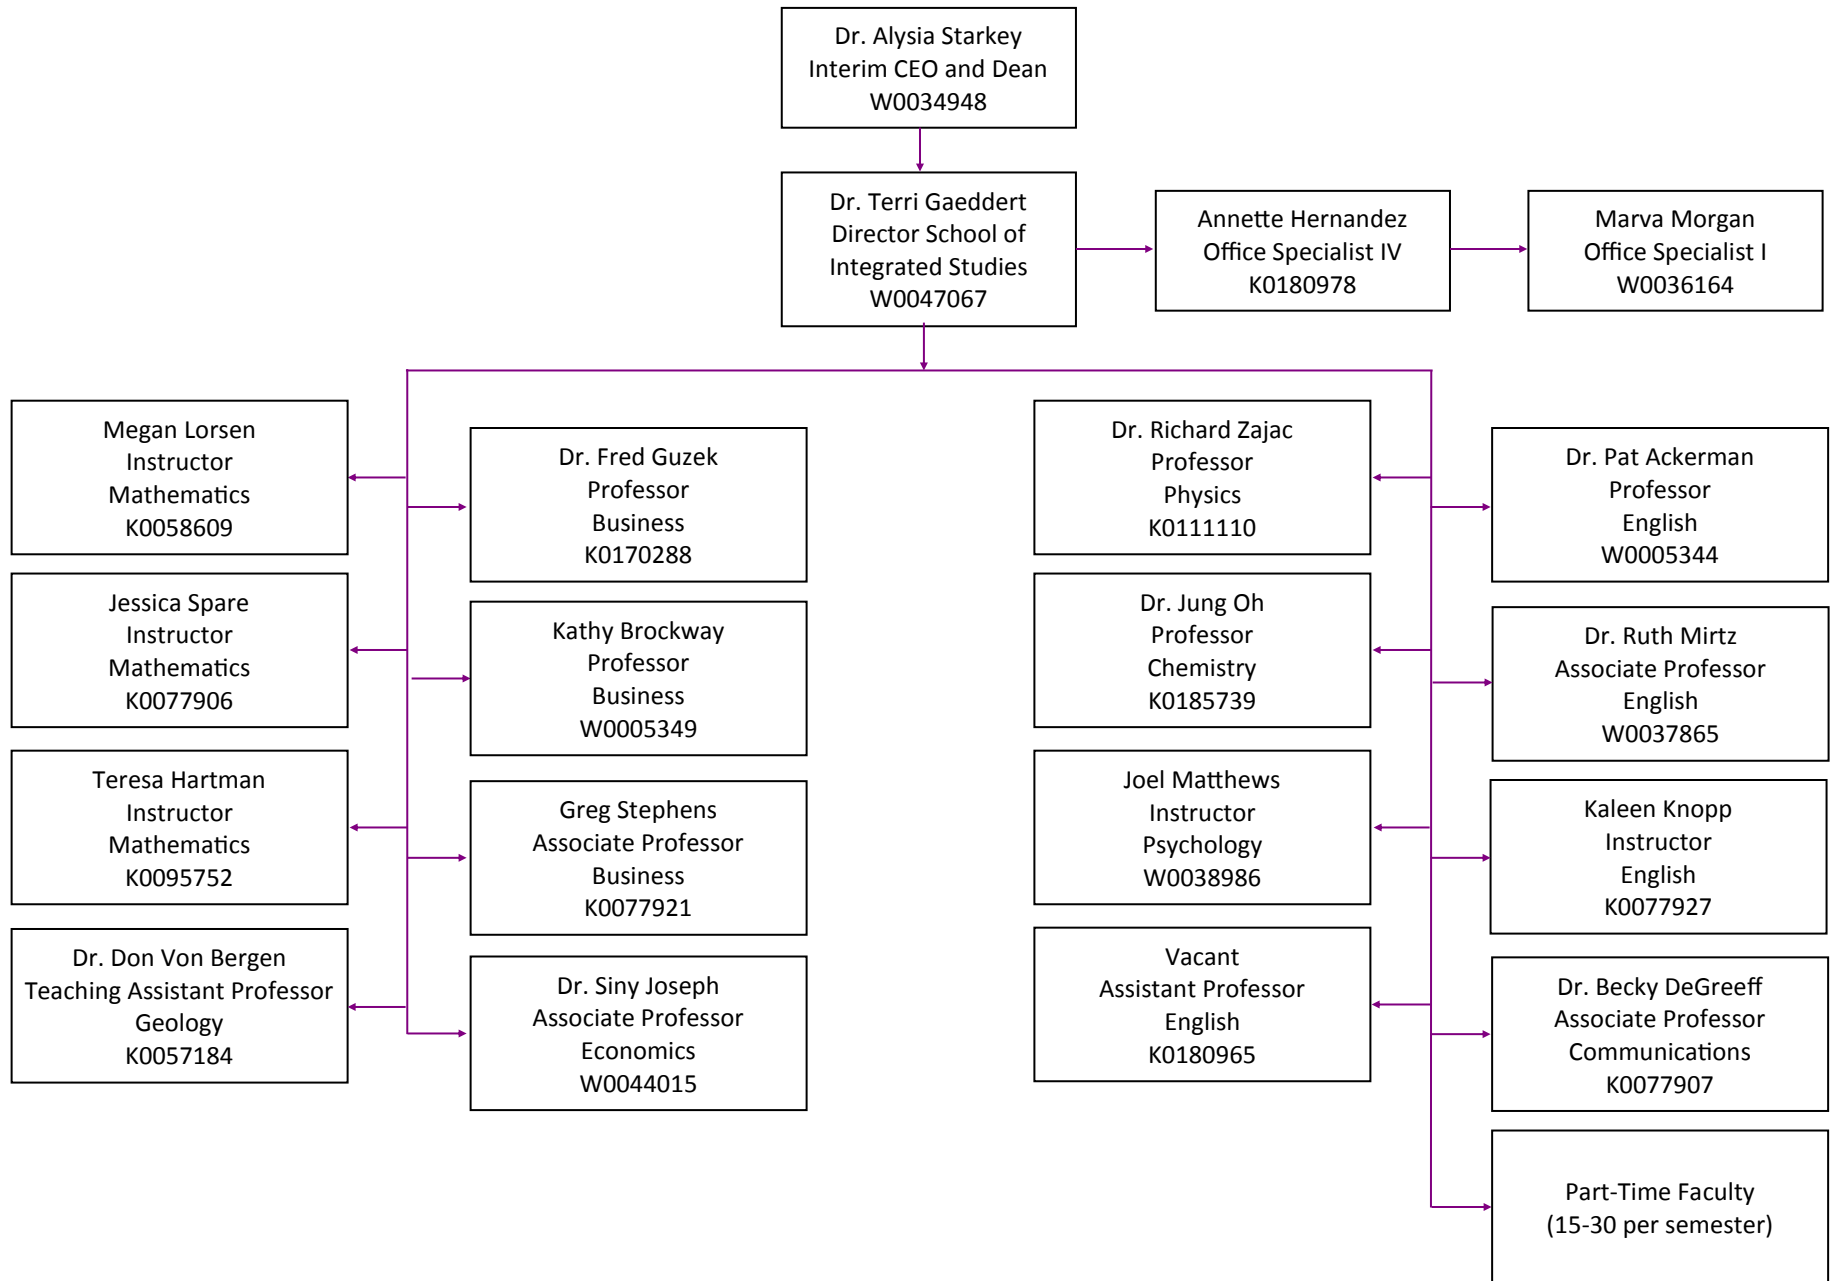 Dr. Alysia Starkey
Interim CEO and Dean
W0034948
Dr. Terri Gaeddert
Director School of
Integrated Studies
W0047067
Annette Hernandez
Office Specialist IV
K0180978
Marva Morgan
Office Specialist I
W0036164
Megan Lorsen
Instructor
Mathematics
K0058609
Jessica Spare
Instructor
Mathematics
K0077906
Teresa Hartman
Instructor
Mathematics
K0095752
Dr. Don Von Bergen
Teaching Assistant Professor
Geology
K0057184
Dr. Fred Guzek
Professor
Business
K0170288
Kathy Brockway
Professor
Business
W0005349
Greg Stephens
Associate Professor
Business
K0077921
Dr. Siny Joseph
Associate Professor
Economics
W0044015
Dr. Richard Zajac
Professor
Physics
K0111110
Dr. Jung Oh
Professor
Chemistry
K0185739
Joel Matthews
Instructor
Psychology
W0038986
Vacant
Assistant Professor
English
K0180965
Dr. Pat Ackerman
Professor
English
W0005344
Dr. Ruth Mirtz
Associate Professor
English
W0037865
Kaleen Knopp
Instructor
English
K0077927
Dr. Becky DeGreeff
Associate Professor
Communications
K0077907
Part-Time Faculty
(15-30 per semester)